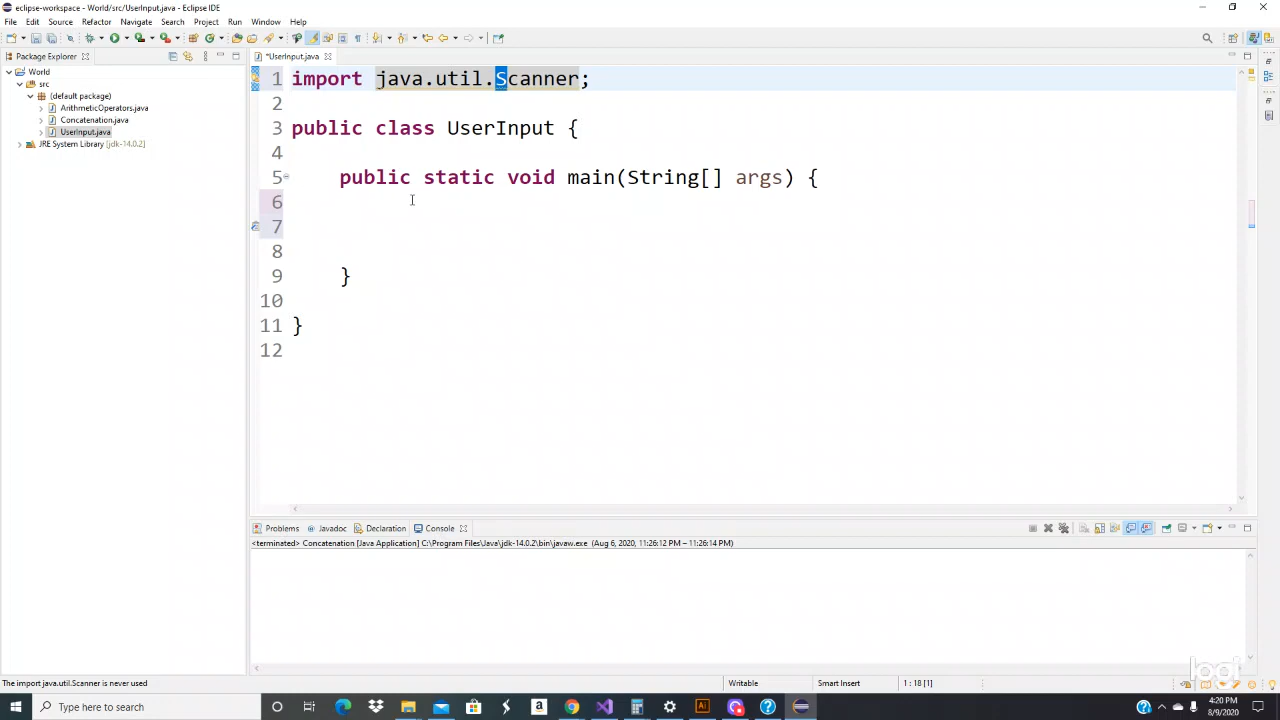 eclipse-workspace - World/src/UserInput.java - Eclipse IDE
File Edit Source Refactor Navigate Search Project Run Window Help
Package Explorer
*UserInput.java
World
src
(default package)
ArithmeticOperators.java
Concatenation.java
UserInput.java
JRE System Library [jdk-14.0.2]
1 import java.util.Scanner;
2
3 public class UserInput {
4
5 public static void main(String[] args) {
6
7
8
9 }
10
11 }
12
Problems Javadoc Declaration Console
<terminated> Concatenation [Java Application] C:\Program Files\Java\jdk-14.0.2\bin\javaw.exe (Aug 6, 2020, 11:26:12 PM – 11:26:14 PM)
logi
The import java.util.Scanner is never used Writable Smart Insert 1 : 18 [1]
Type here to search
4:20 PM
8/9/2020